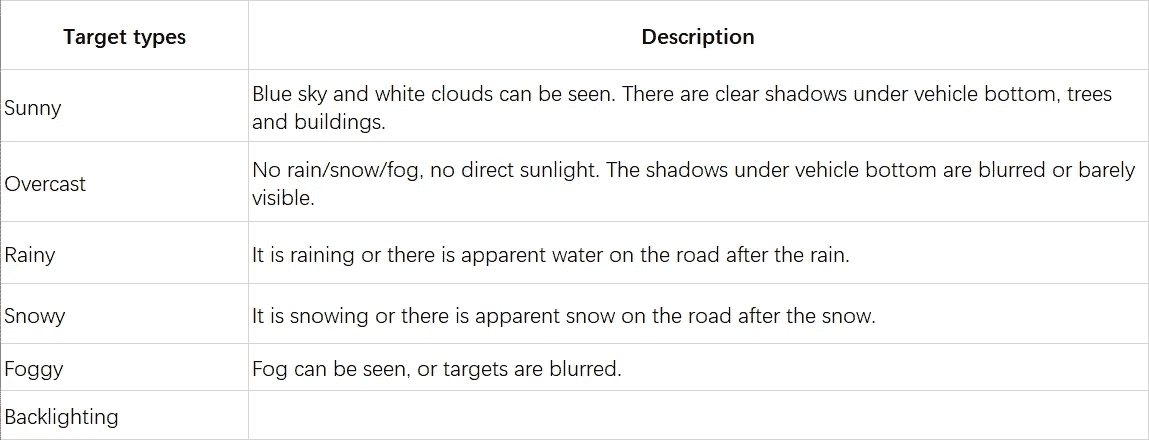 Target types Description
Sunny
Blue sky and white clouds can be seen. There are clear shadows under vehicle bottom, trees
and buildings.
Overcast
No rain/snow/fog, no direct sunlight. The shadows under vehicle bottom are blurred or barely
visible.
Rainy
It is raining or there is apparent water on the road after the rain.
Snowy
It is snowing or there is apparent snow on the road after the snow.
Foggy
Fog can be seen, or targets are blurred.
Backlighting